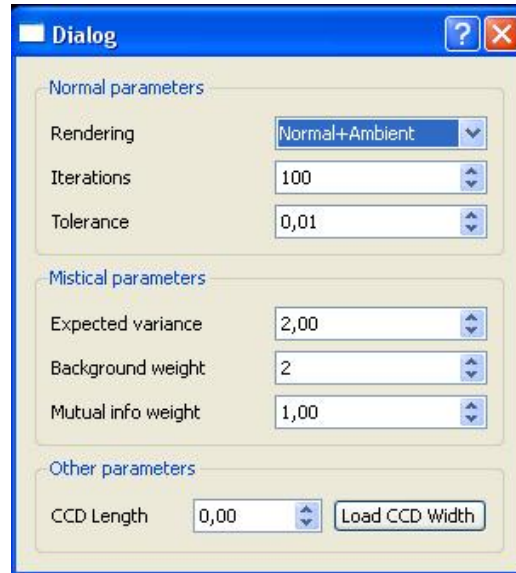 Dialog
Normal parameters
Rendering Normal+Ambient
Iterations 100
Tolerance 0,01
Mistical parameters
Expected variance 2,00
Background weight 2
Mutual info weight 1,00
Other parameters
CCD Length 0,00 Load CCD Width